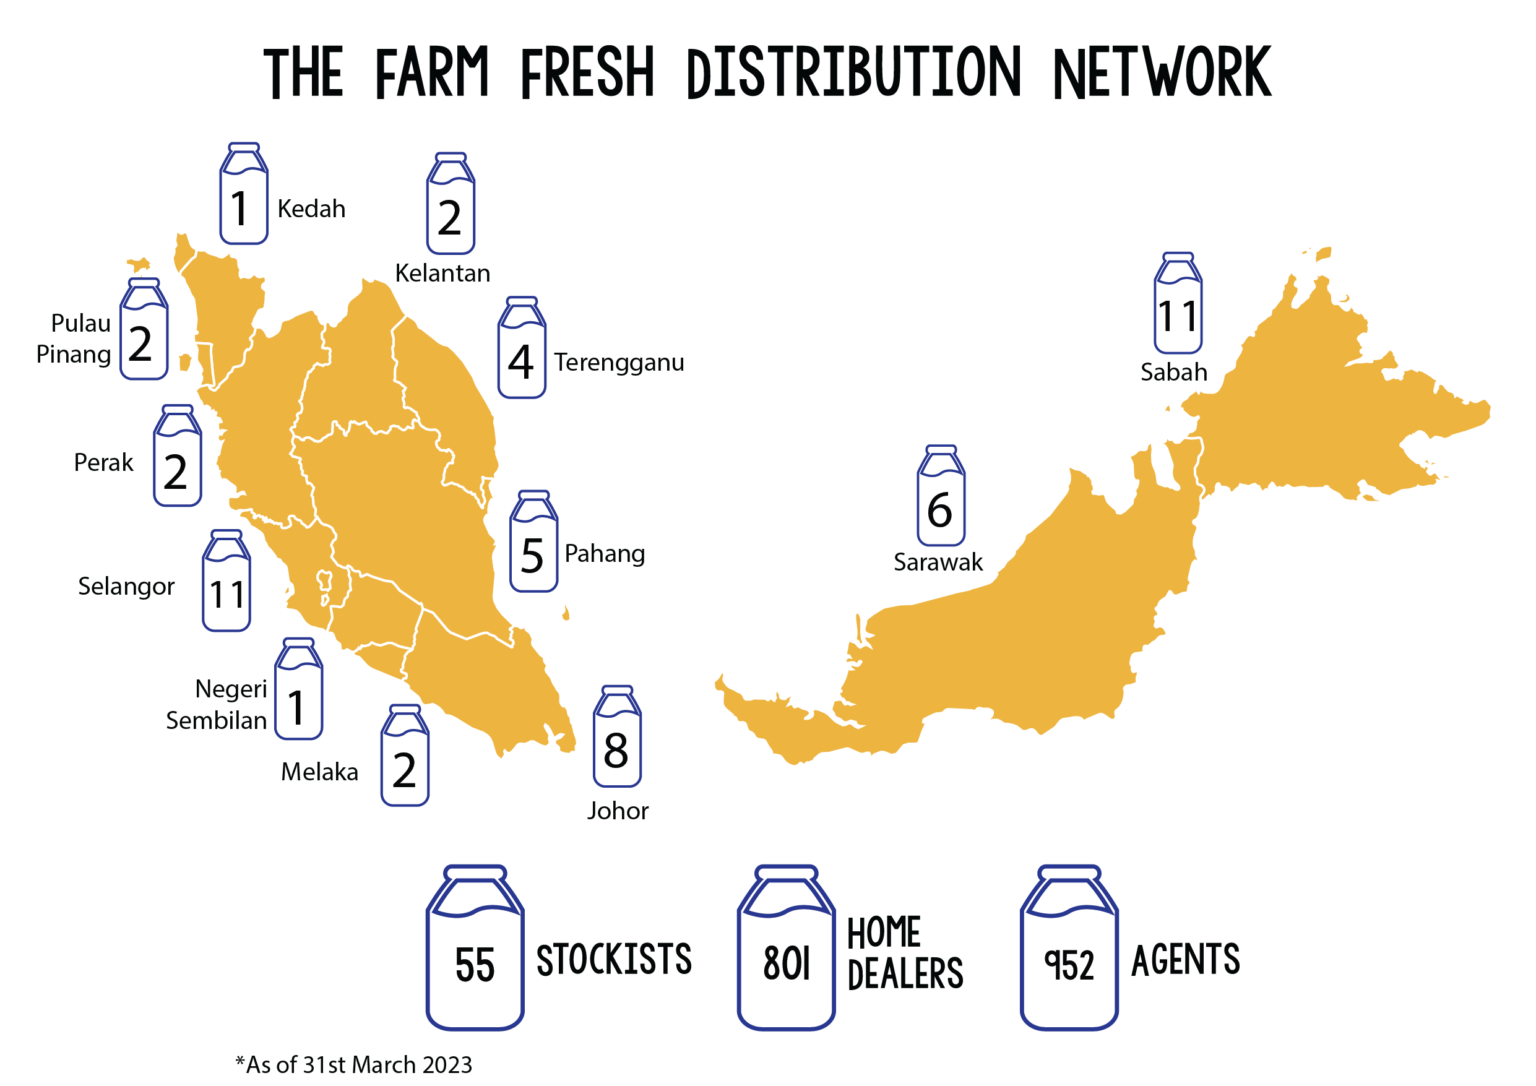 THE FARM FRESH DISTRIBUTION NETWORK
1
Kedah
2
Kelantan
Pulau
Pinang
2
4
Terengganu
11
Sabah
Perak
2
6
Sarawak
5
Pahang
Selangor
11
Negeri
Sembilan
1
Melaka
2
8
Johor
55
STOCKISTS
801
HOME
DEALERS
952
AGENTS
*As of 31st March 2023